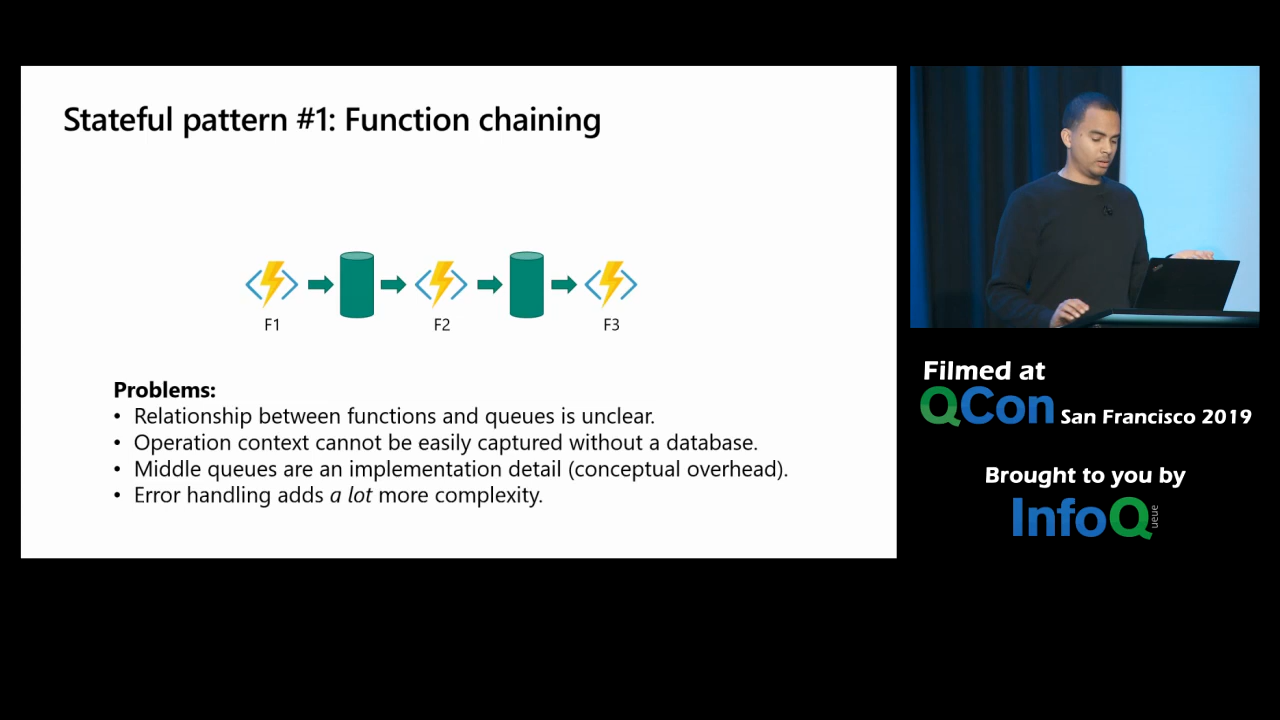 Stateful pattern #1: Function chaining
F1
F2
F3
Problems:
• Relationship between functions and queues is unclear.
• Operation context cannot be easily captured without a database.
• Middle queues are an implementation detail (conceptual overhead).
• Error handling adds a lot more complexity.
Filmed at
QCon San Francisco 2019
Brought to you by
InfoQ
ueue